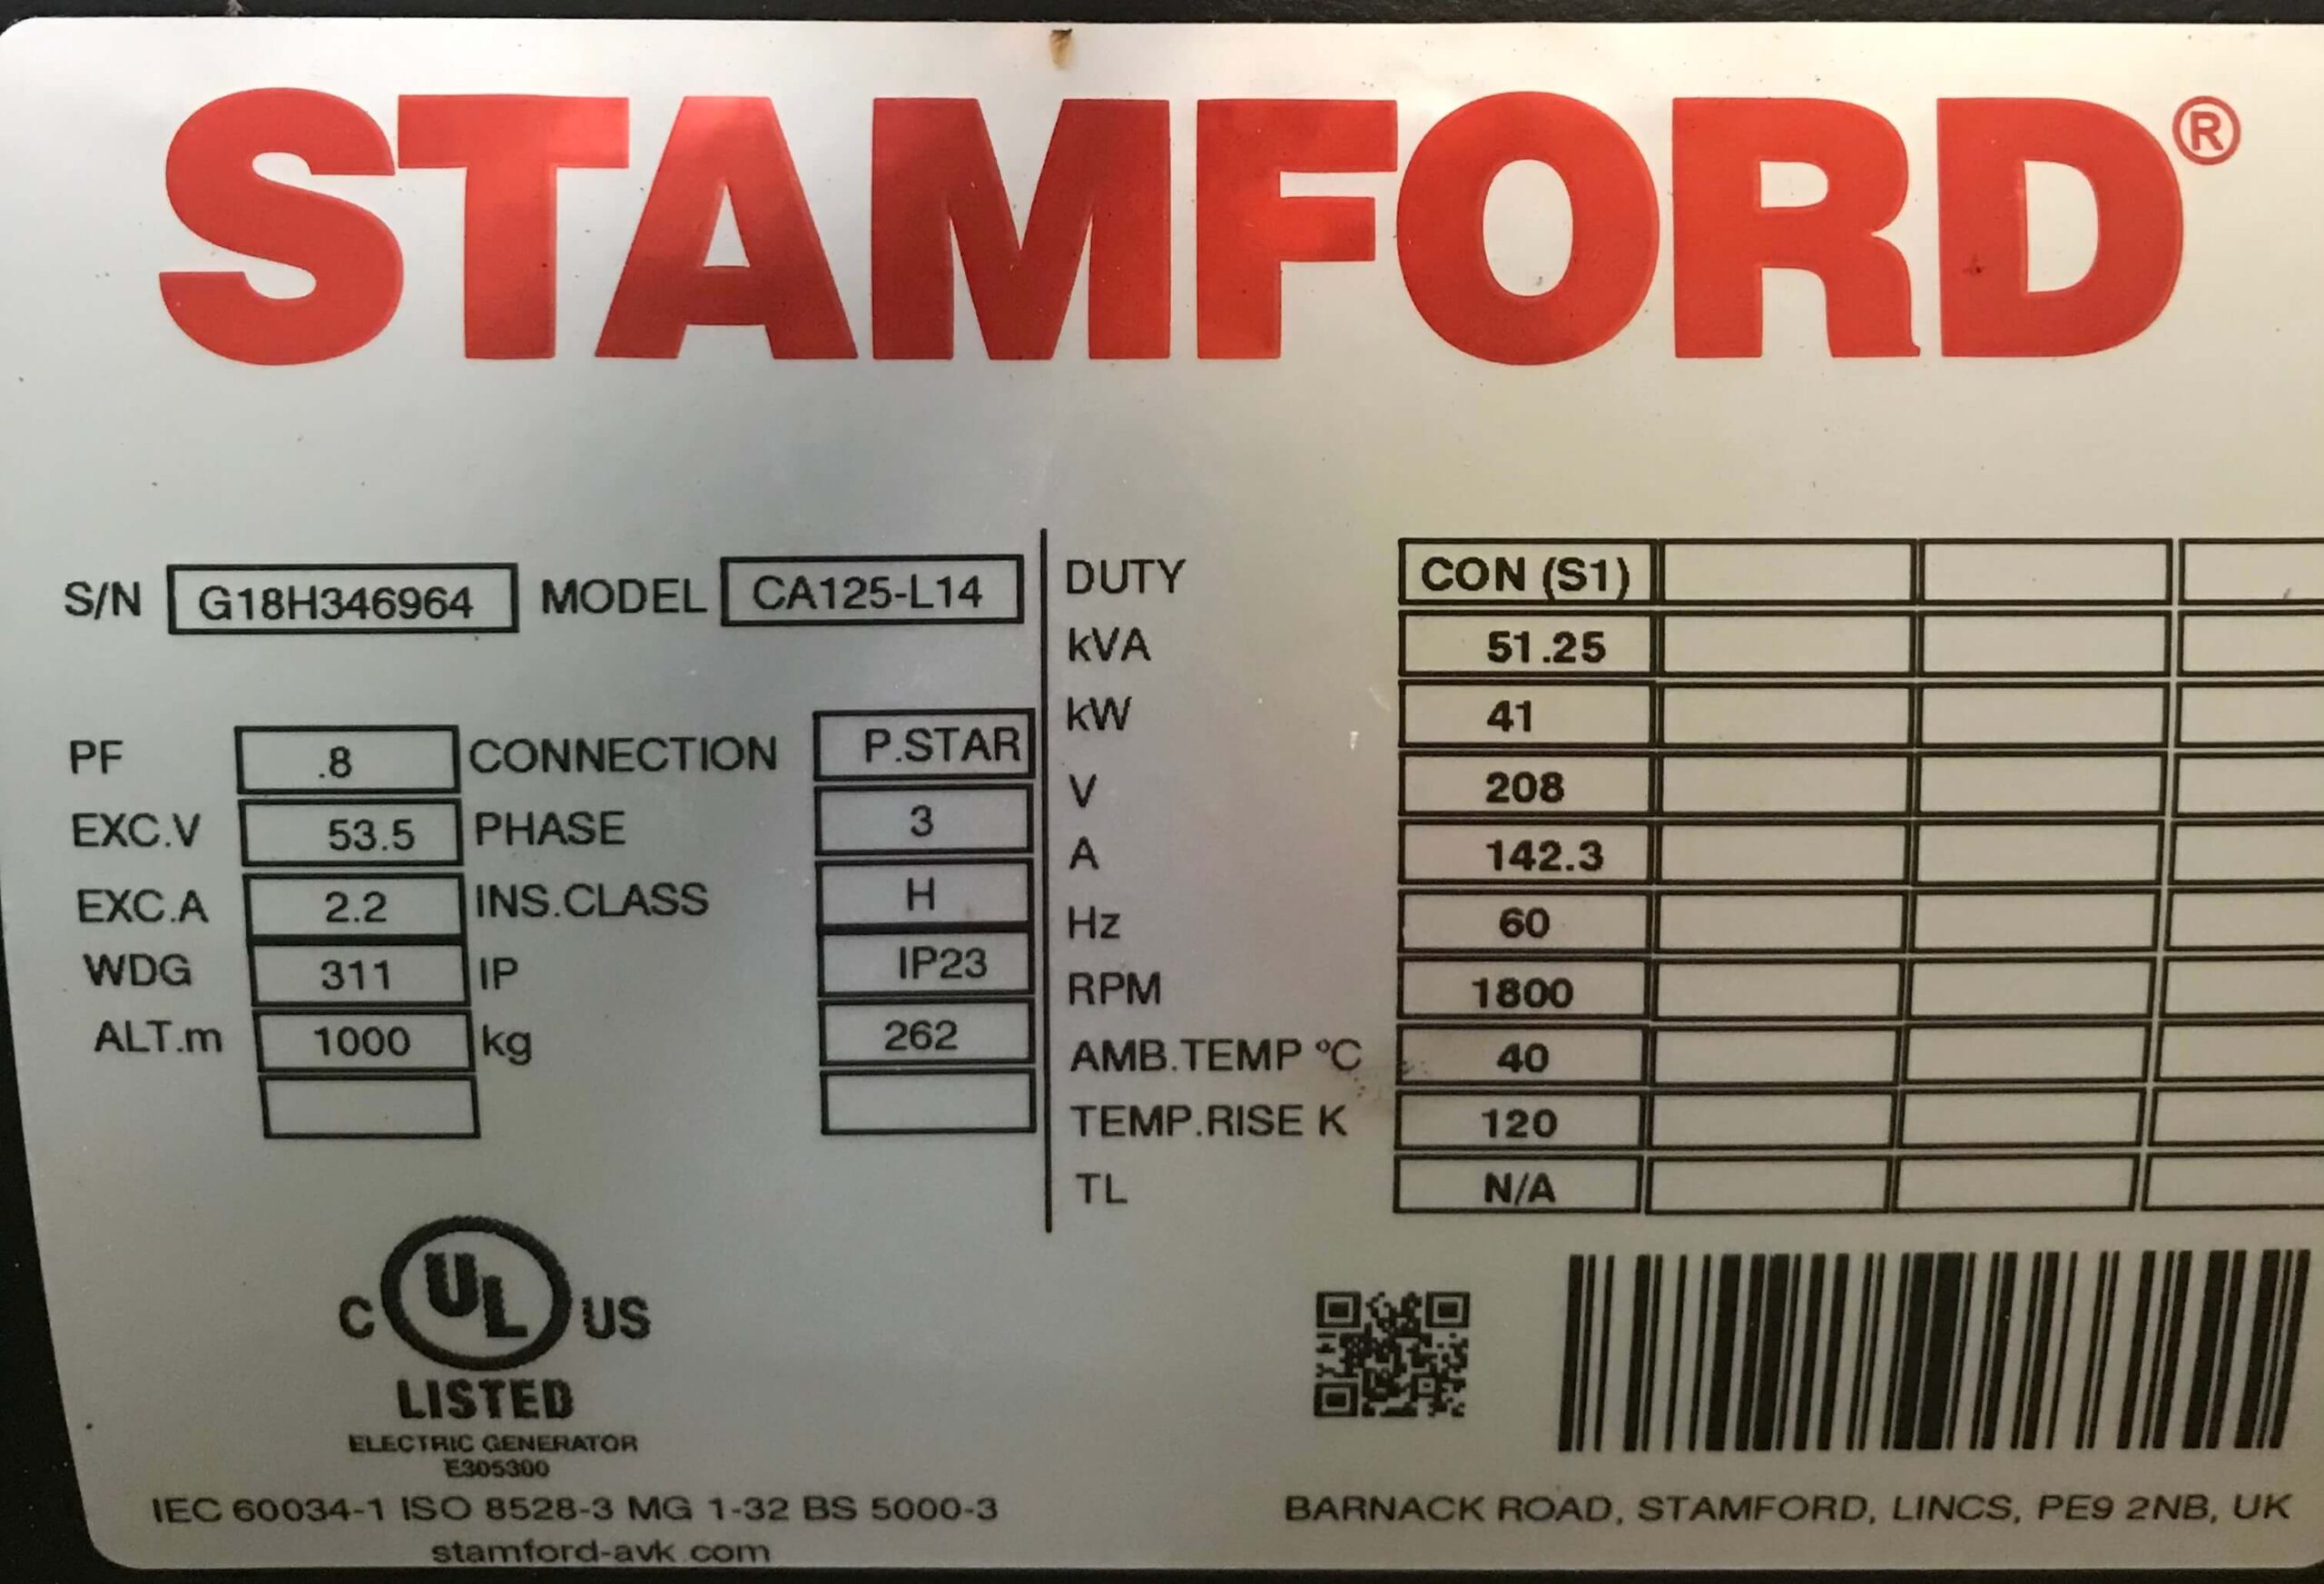 STAMFORD®
S/N G18H346964 MODEL CA125-L14
PF .8 CONNECTION P.STAR
EXC.V 53.5 PHASE 3
EXC.A 2.2 INS.CLASS H
WDG 311 IP IP23
ALT.m 1000 kg 262
DUTY CON (S1)
kVA 51.25
kW 41
V 208
A 142.3
Hz 60
RPM 1800
AMB.TEMP °C 40
TEMP.RISE K 120
TL N/A
C UL US
LISTED
ELECTRIC GENERATOR
E305300
IEC 60034-1 ISO 8528-3 MG 1-32 BS 5000-3
stamford-avk.com
BARNACK ROAD, STAMFORD, LINCS, PE9 2NB, UK